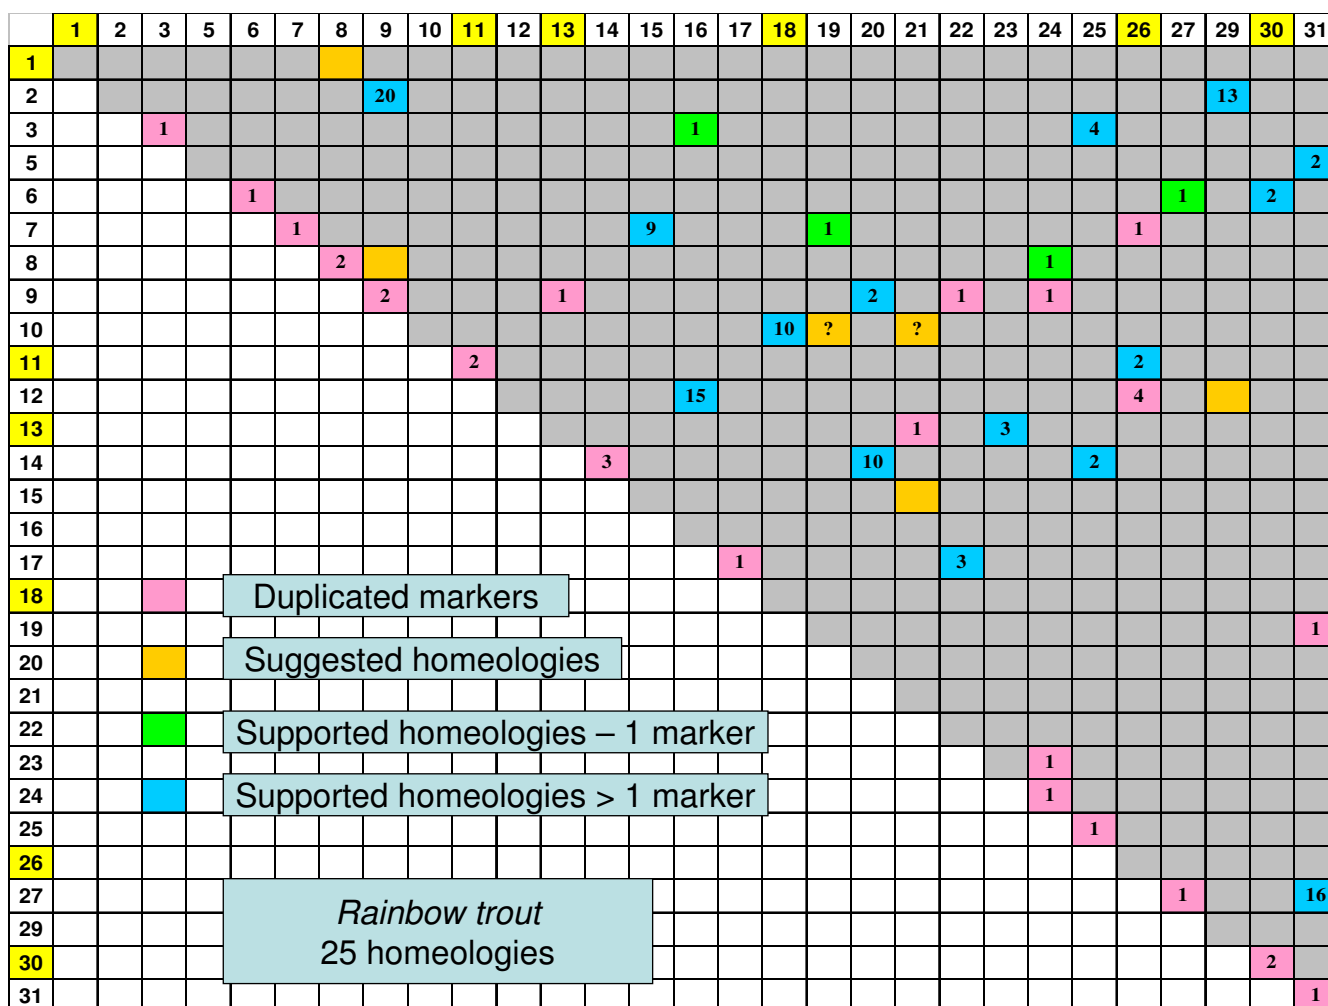 1 2 3 5 6 7 8 9 10 11 12 13 14 15 16 17 18 19 20 21 22 23 24 25 26 27 29 30 31
1
2 20 13
3 1 1 4
5 2
6 1 1 2
7 1 9 1 1
8 2 1
9 2 1 2 1 1
10 10 ? ?
11 2 2
12 15 4
13 1 3
14 3 10 2
15
16
17 1 3
18 Duplicated markers
19 1
20 Suggested homeologies
21
22 Supported homeologies – 1 marker
23 1
24 Supported homeologies > 1 marker 1
25 1
26
27 1 16
Rainbow trout
29
25 homeologies
30 2
31 1